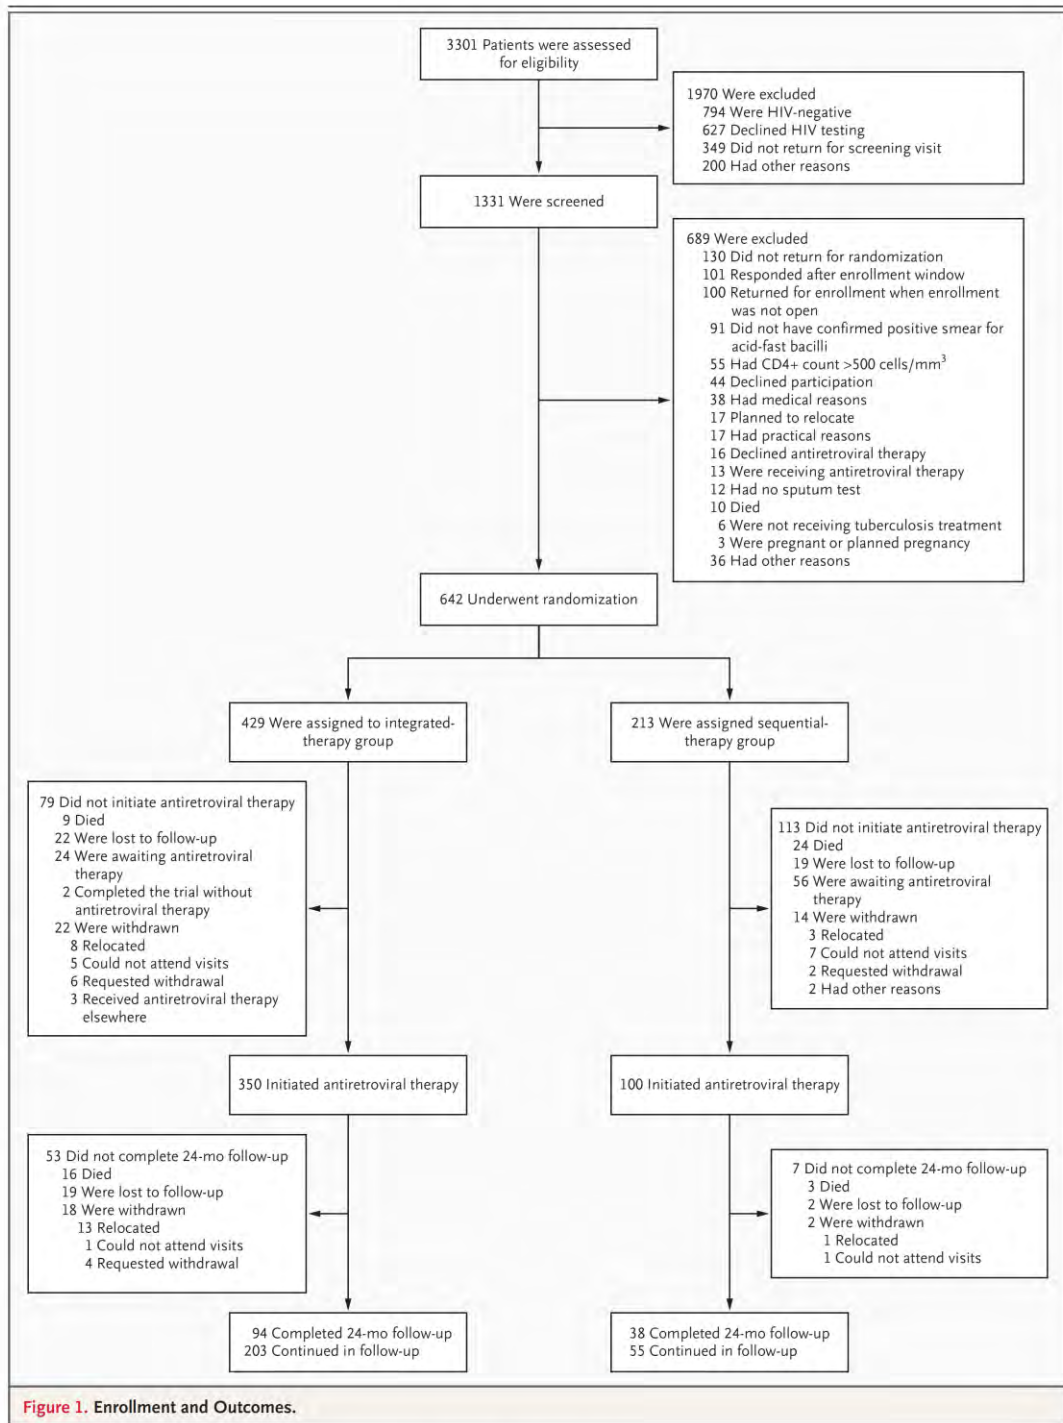 3301 Patients were assessed
for eligibility
1970 Were excluded
794 Were HIV-negative
627 Declined HIV testing
349 Did not return for screening visit
200 Had other reasons
1331 Were screened
689 Were excluded
130 Did not return for randomization
101 Responded after enrollment window
100 Returned for enrollment when enrollment
was not open
91 Did not have confirmed positive smear for
acid-fast bacilli
55 Had CD4+ count >500 cells/mm³
44 Declined participation
38 Had medical reasons
17 Planned to relocate
17 Had practical reasons
16 Declined antiretroviral therapy
13 Were receiving antiretroviral therapy
12 Had no sputum test
10 Died
6 Were not receiving tuberculosis treatment
3 Were pregnant or planned pregnancy
36 Had other reasons
642 Underwent randomization
429 Were assigned to integrated-
therapy group
213 Were assigned sequential-
therapy group
79 Did not initiate antiretroviral therapy
9 Died
22 Were lost to follow-up
24 Were awaiting antiretroviral
therapy
2 Completed the trial without
antiretroviral therapy
22 Were withdrawn
8 Relocated
5 Could not attend visits
6 Requested withdrawal
3 Received antiretroviral therapy
elsewhere
113 Did not initiate antiretroviral therapy
24 Died
19 Were lost to follow-up
56 Were awaiting antiretroviral
therapy
14 Were withdrawn
3 Relocated
7 Could not attend visits
2 Requested withdrawal
2 Had other reasons
350 Initiated antiretroviral therapy
100 Initiated antiretroviral therapy
53 Did not complete 24-mo follow-up
16 Died
19 Were lost to follow-up
18 Were withdrawn
13 Relocated
1 Could not attend visits
4 Requested withdrawal
7 Did not complete 24-mo follow-up
3 Died
2 Were lost to follow-up
2 Were withdrawn
1 Relocated
1 Could not attend visits
94 Completed 24-mo follow-up
203 Continued in follow-up
38 Completed 24-mo follow-up
55 Continued in follow-up
Figure 1. Enrollment and Outcomes.